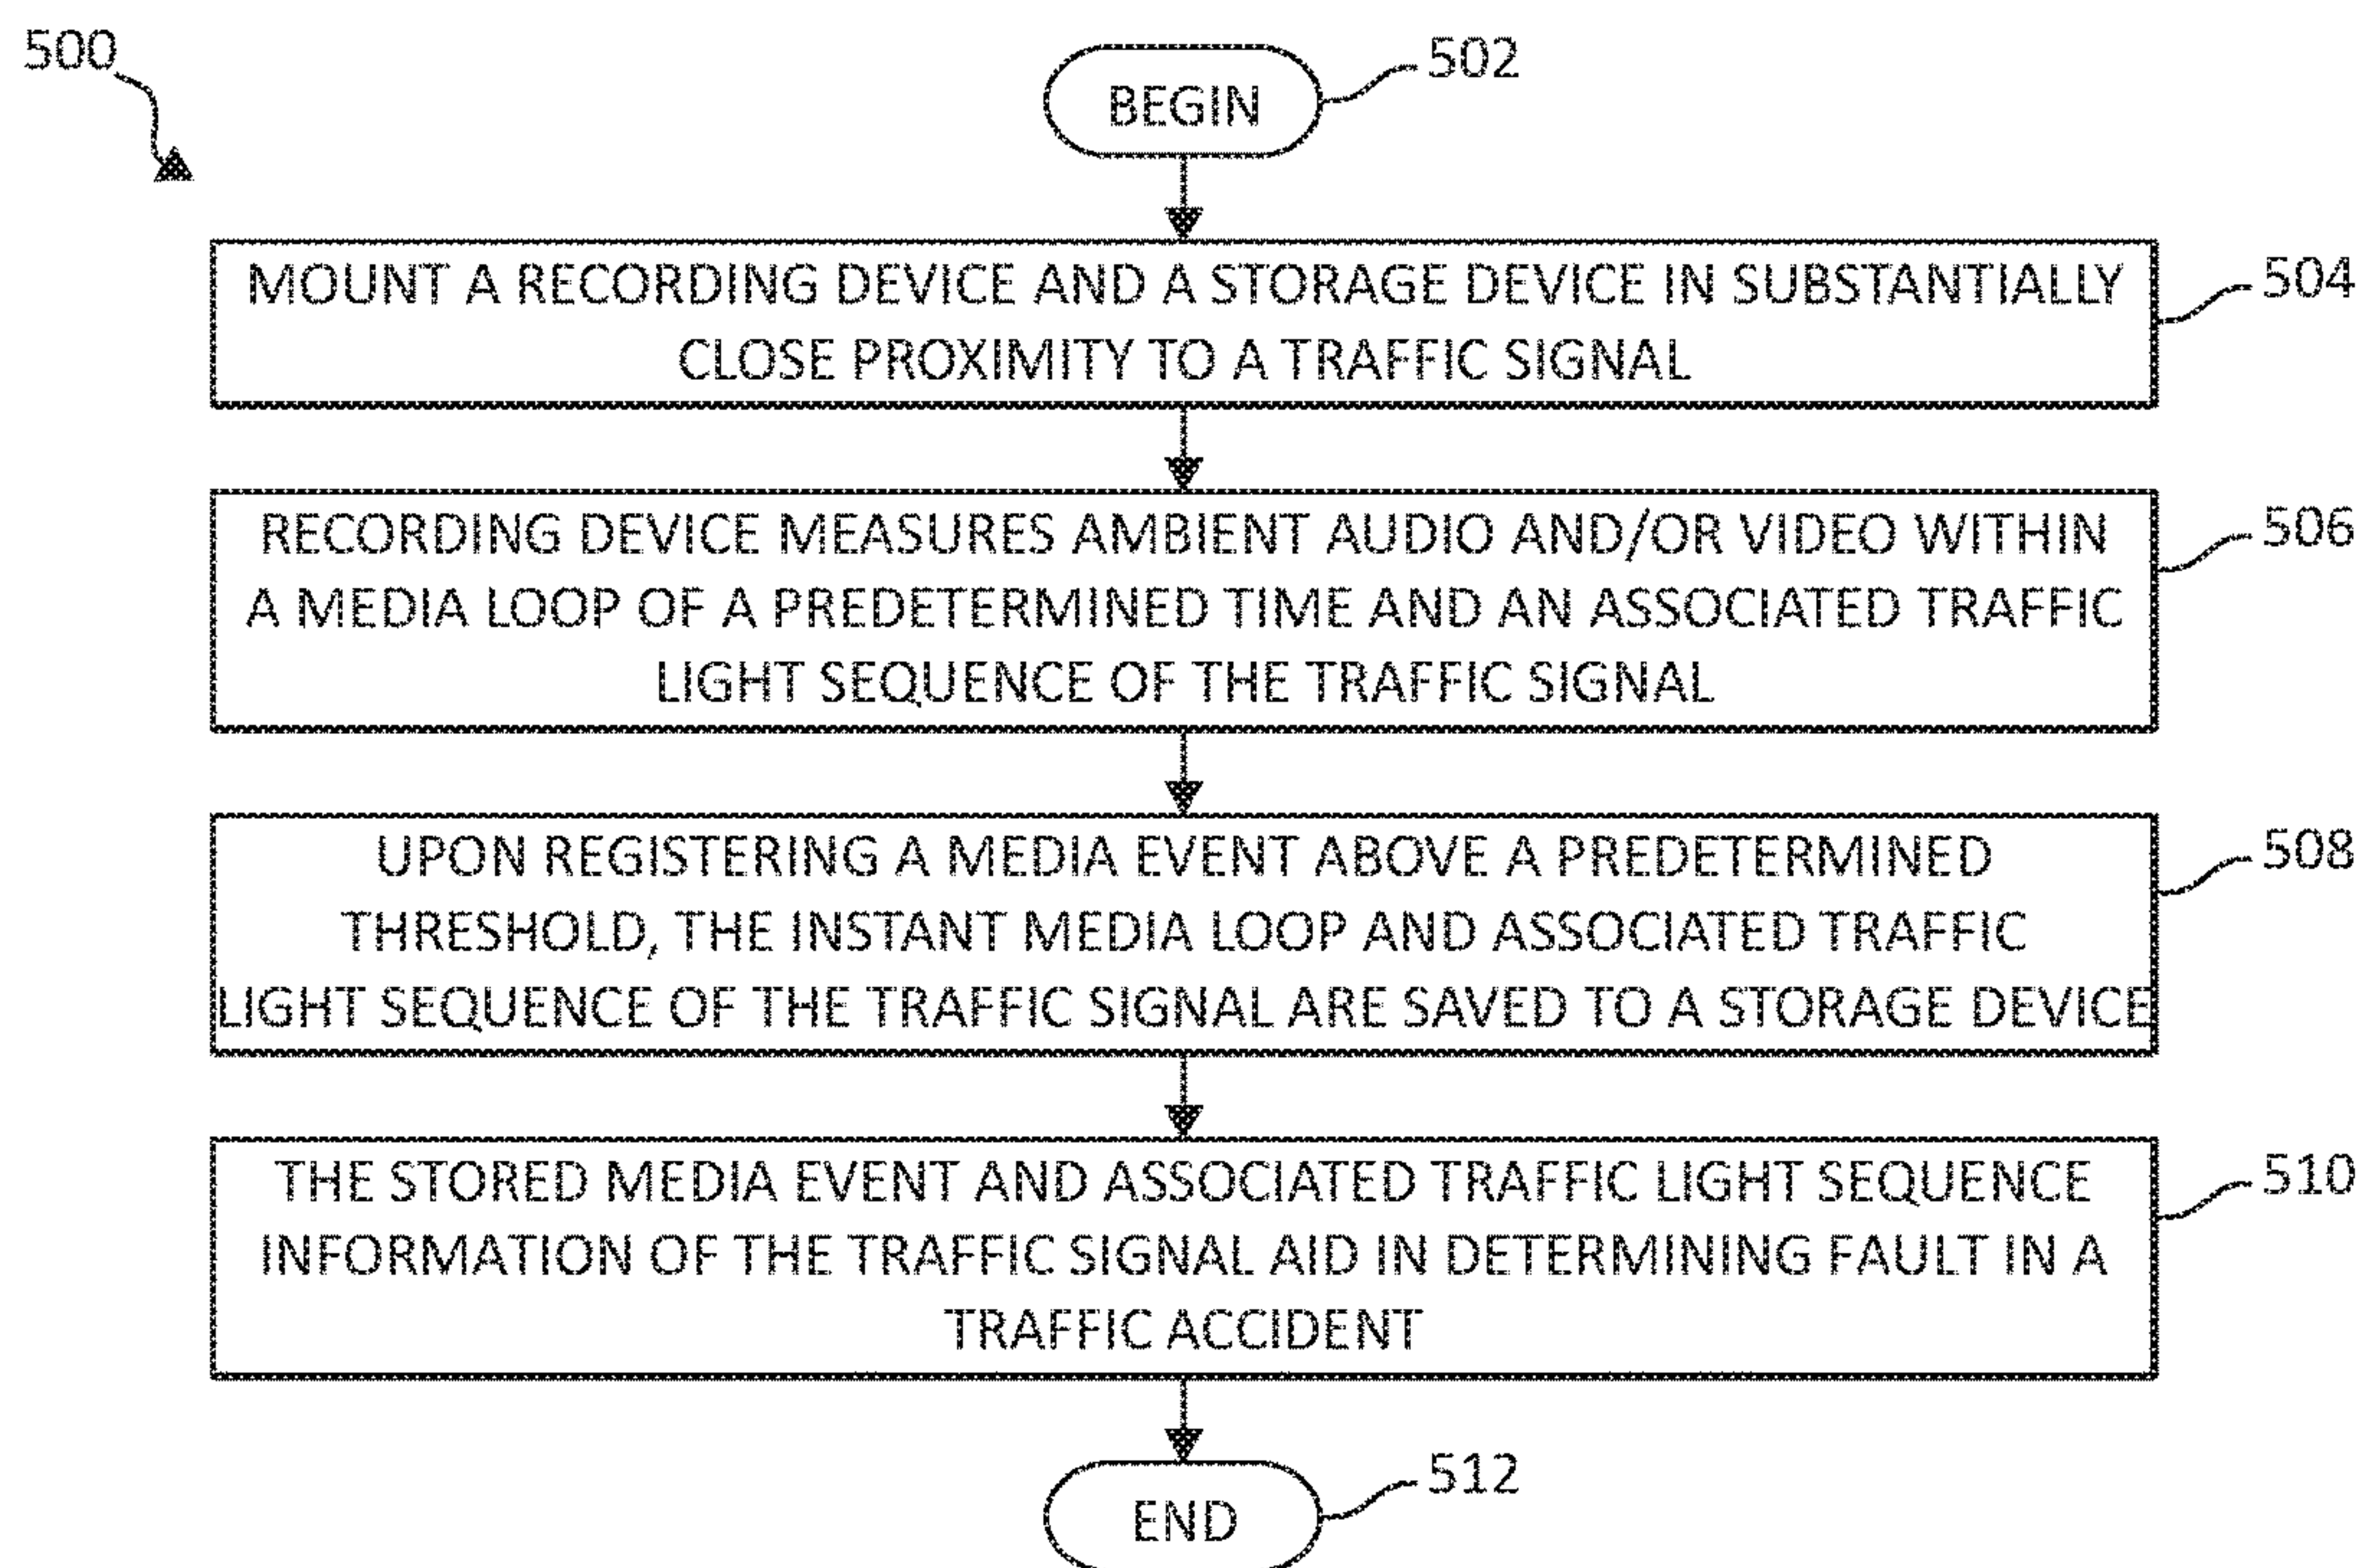 500
BEGIN
502
MOUNT A RECORDING DEVICE AND A STORAGE DEVICE IN SUBSTANTIALLY
CLOSE PROXIMITY TO A TRAFFIC SIGNAL
504
RECORDING DEVICE MEASURES AMBIENT AUDIO AND/OR VIDEO WITHIN
A MEDIA LOOP OF A PREDETERMINED TIME AND AN ASSOCIATED TRAFFIC
LIGHT SEQUENCE OF THE TRAFFIC SIGNAL
506
UPON REGISTERING A MEDIA EVENT ABOVE A PREDETERMINED
THRESHOLD, THE INSTANT MEDIA LOOP AND ASSOCIATED TRAFFIC
LIGHT SEQUENCE OF THE TRAFFIC SIGNAL ARE SAVED TO A STORAGE DEVICE
508
THE STORED MEDIA EVENT AND ASSOCIATED TRAFFIC LIGHT SEQUENCE
INFORMATION OF THE TRAFFIC SIGNAL AID IN DETERMINING FAULT IN A
TRAFFIC ACCIDENT
510
END
512